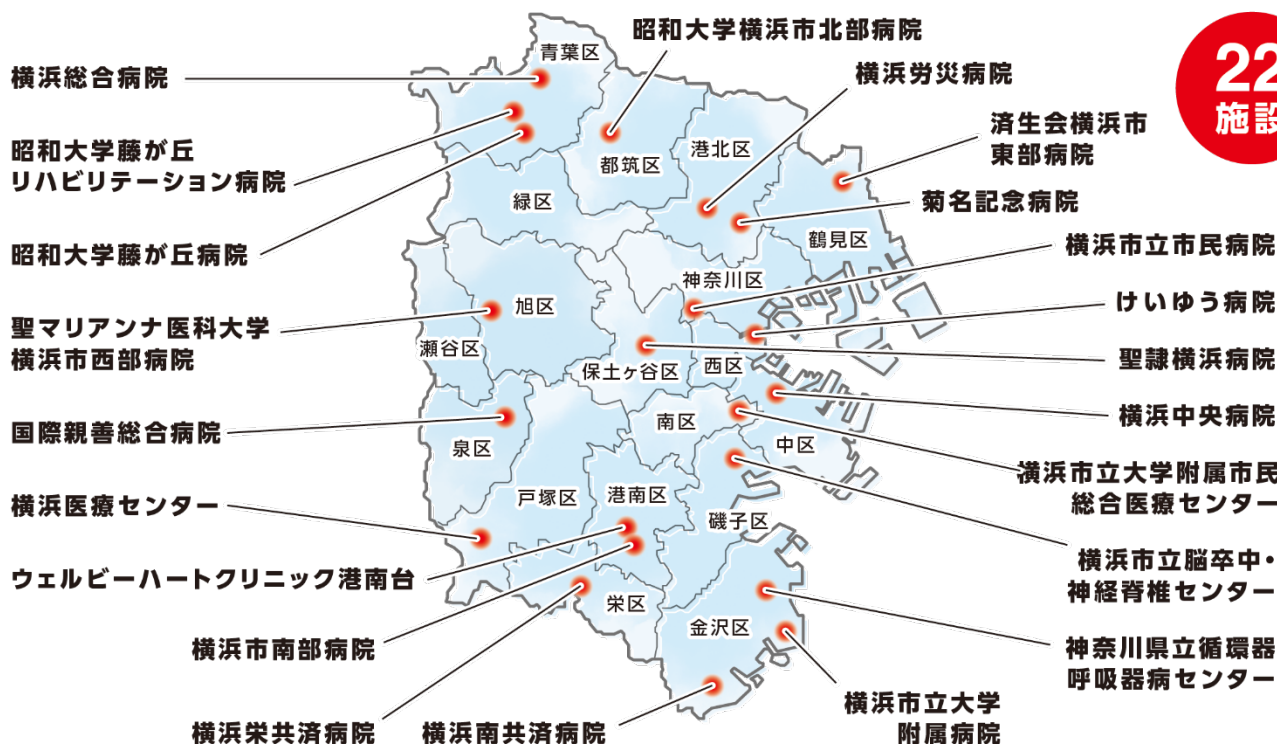 昭和大学横浜市北部病院
横浜総合病院
横浜労災病院
22
施設
昭和大学藤が丘
リハビリテーション病院
済生会横浜市
東部病院
菊名記念病院
昭和大学藤が丘病院
横浜市立市民病院
聖マリアンナ医科大学
横浜市西部病院
けいゆう病院
聖隷横浜病院
国際親善総合病院
横浜中央病院
横浜医療センター
横浜市立大学附属市民
総合医療センター
ウェルビーハートクリニック港南台
横浜市立脳卒中・
神経脊椎センター
横浜市南部病院
神奈川県立循環器
呼吸器病センター
横浜栄共済病院
横浜南共済病院
横浜市立大学
附属病院
青葉区
都筑区
港北区
緑区
鶴見区
神奈川区
旭区
瀬谷区
保土ヶ谷区
西区
南区
中区
泉区
戸塚区
港南区
磯子区
栄区
金沢区